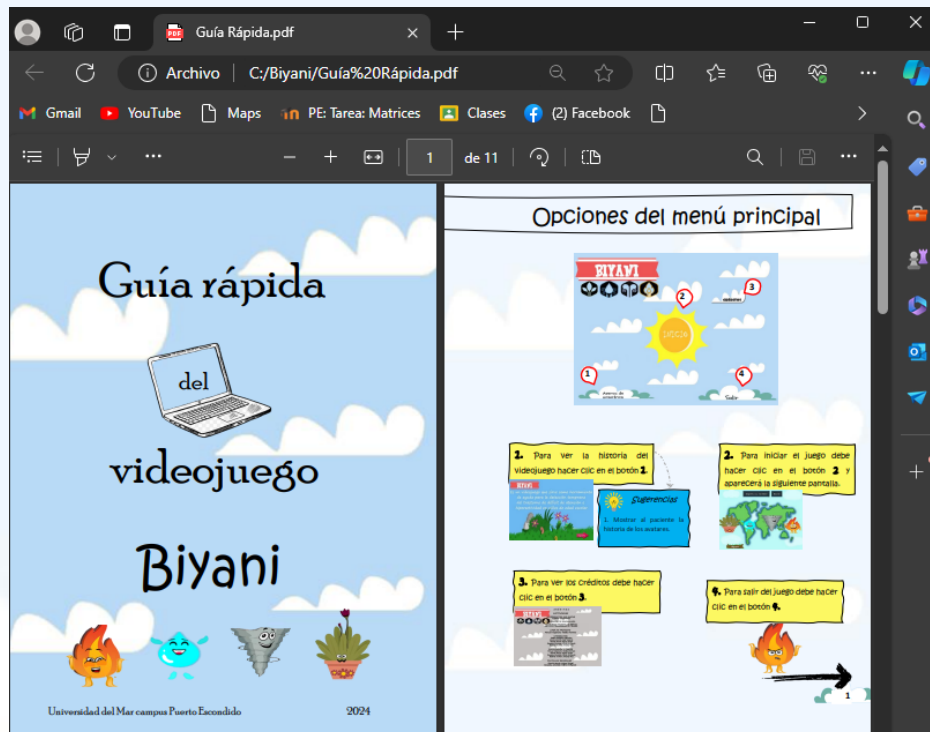 Guía Rápida.pdf
Archivo
C:/Biyani/Guía%20Rápida.pdf
Gmail
YouTube
Maps
PE: Tarea: Matrices
Clases
(2) Facebook
1 de 11
Guía rápida
del
videojuego
Biyani
Universidad del Mar campus Puerto Escondido 2024
Opciones del menú principal
BIYANI
1
2
3
4
Salir
1. Para ver la historia del
videojuego hacer clic en el botón 1.
Sugerencias
1. Mostrar al paciente la
historia de los avatares.
2. Para iniciar el juego debe
hacer clic en el botón 2 y
aparecerá la siguiente pantalla.
3. Para ver los créditos debe hacer
clic en el botón 3.
4. Para salir del juego debe hacer
clic en el botón 4.
1